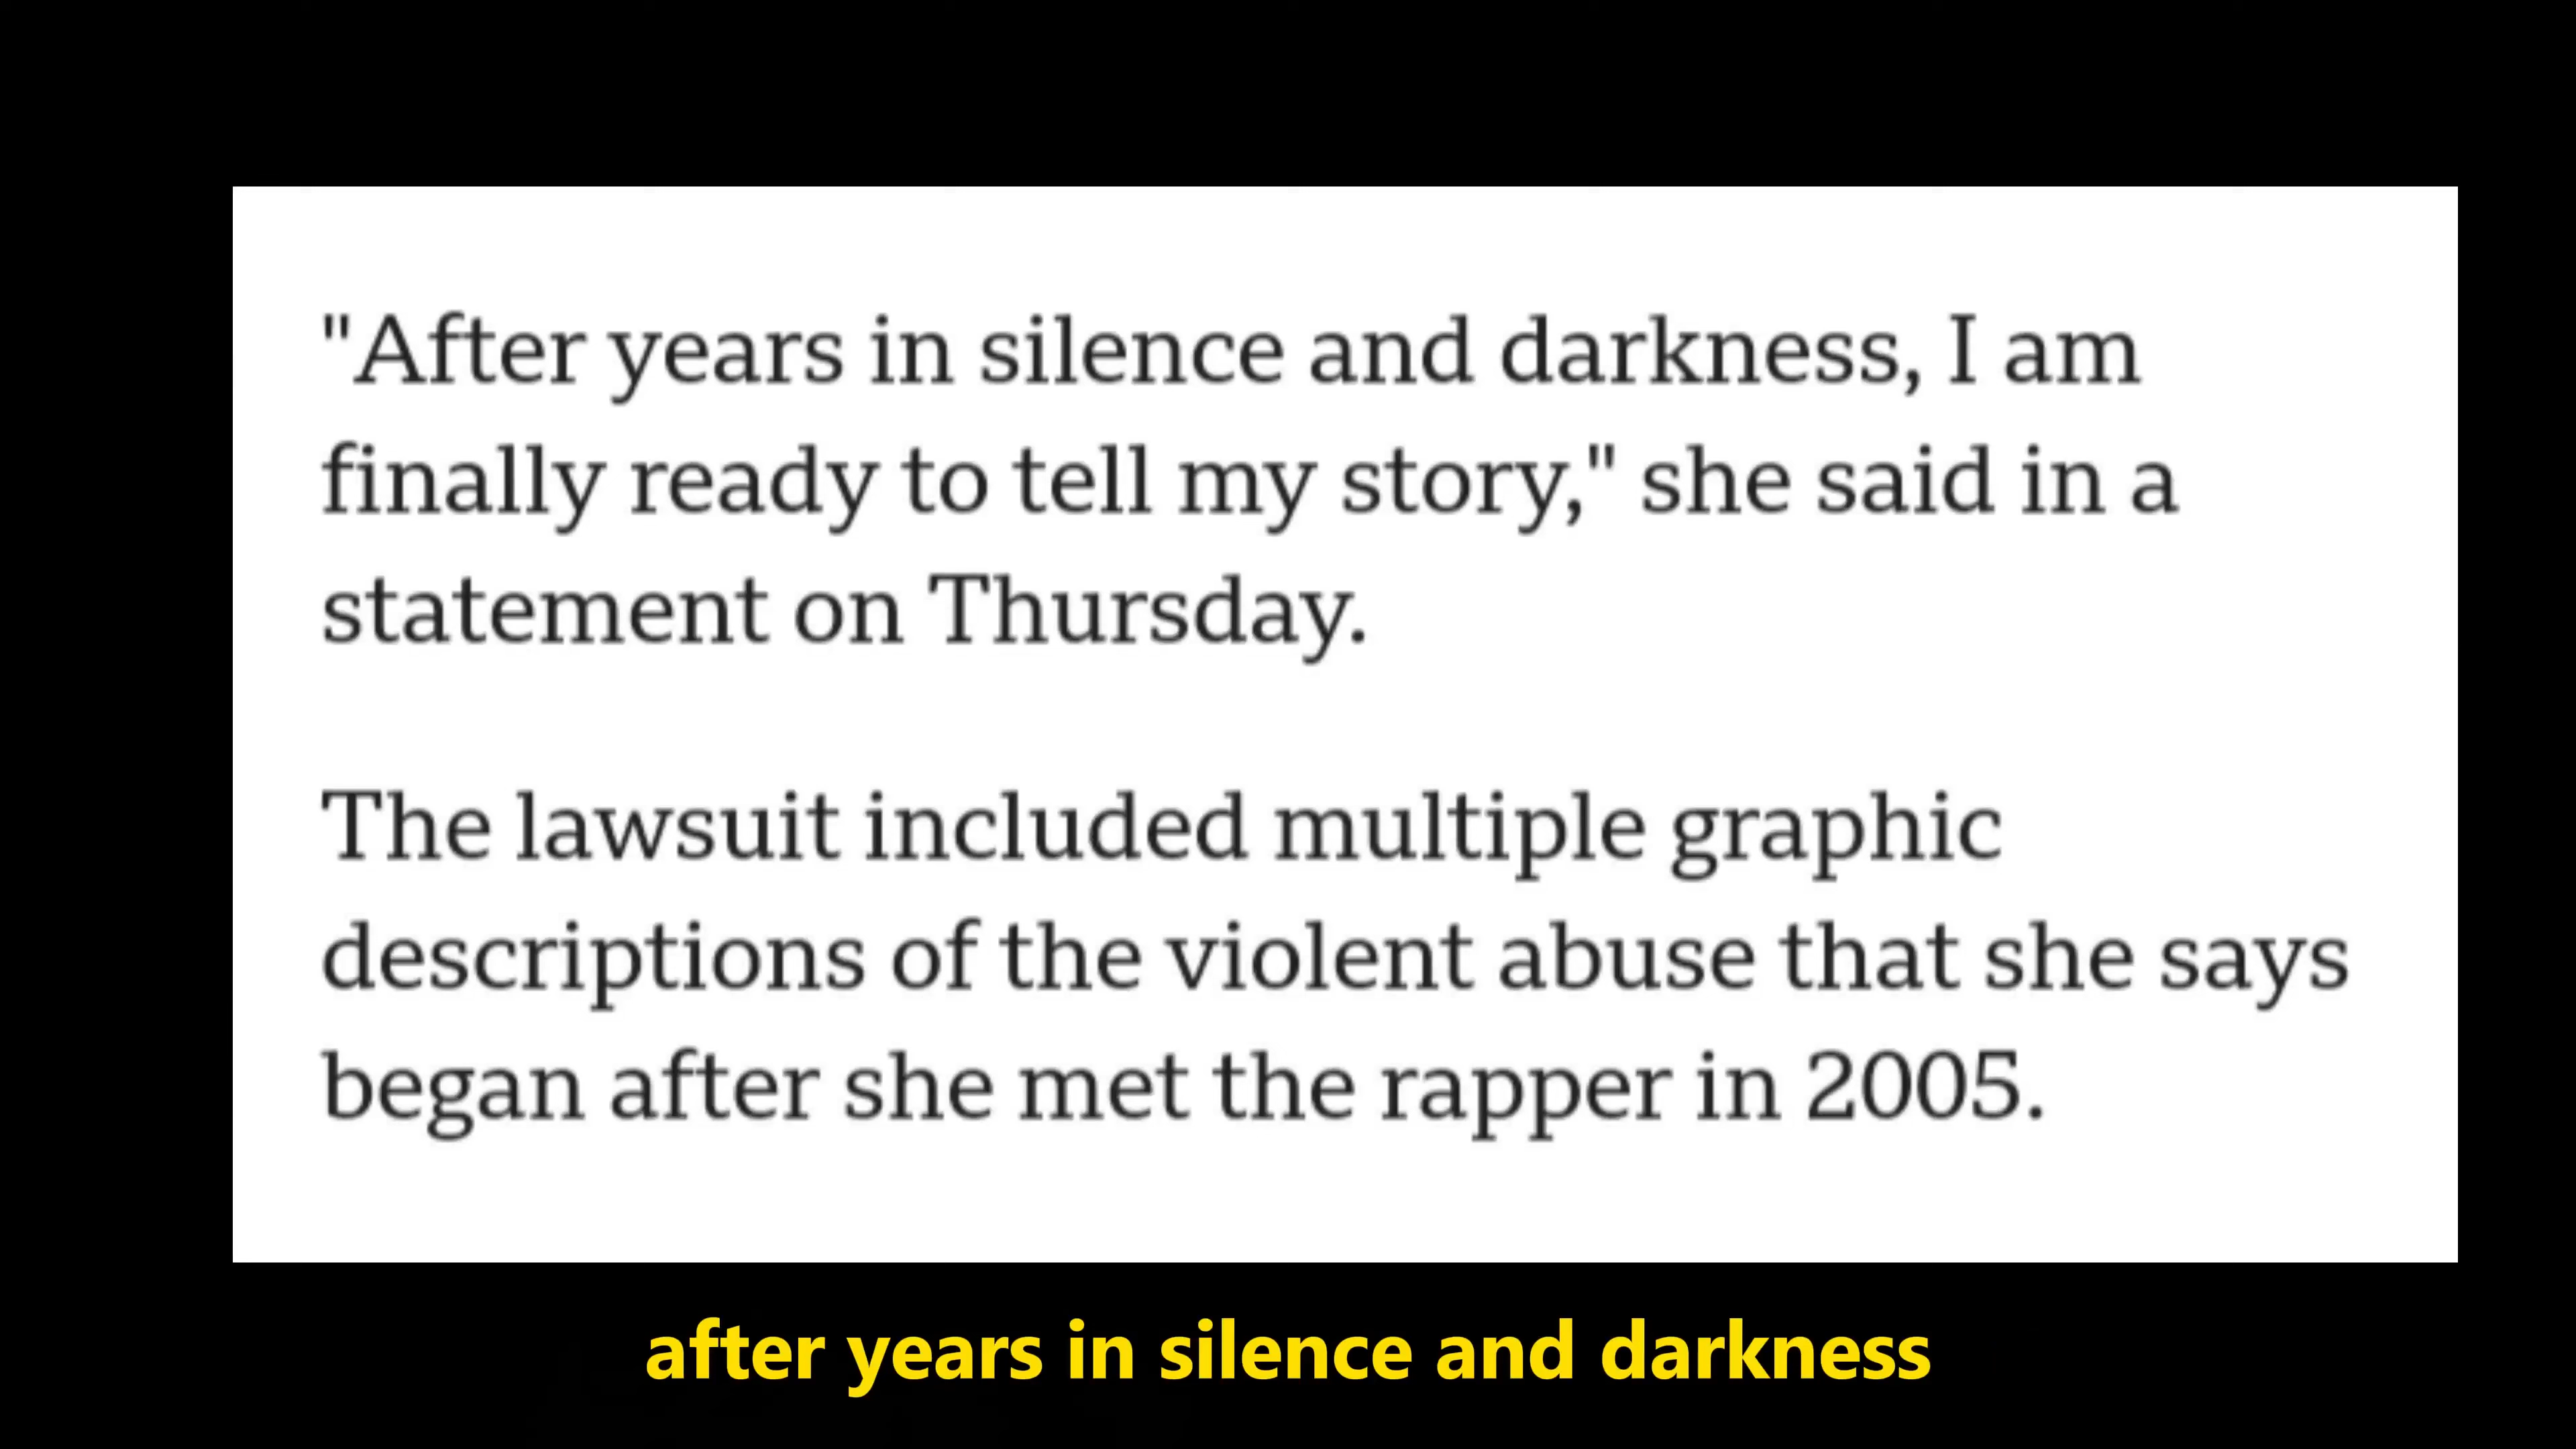 "After years in silence and darkness, I am
finally ready to tell my story," she said in a
statement on Thursday.
The lawsuit included multiple graphic
descriptions of the violent abuse that she says
began after she met the rapper in 2005.
after years in silence and darkness